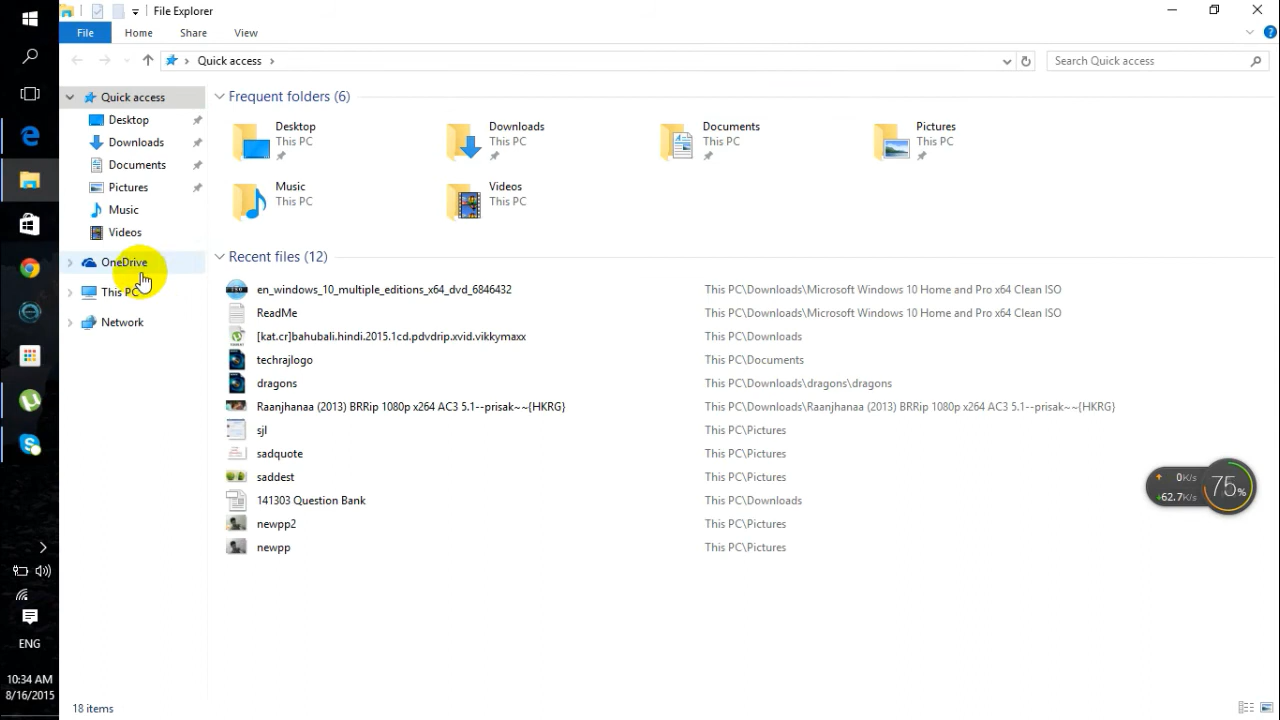 File Explorer
File
Home
Share
View
Quick access
Search Quick access
Quick access
Desktop
Downloads
Documents
Pictures
Music
Videos
OneDrive
This PC
Network
Frequent folders (6)
Desktop
This PC
Downloads
This PC
Documents
This PC
Pictures
This PC
Music
This PC
Videos
This PC
Recent files (12)
en_windows_10_multiple_editions_x64_dvd_6846432 This PC\Downloads\Microsoft Windows 10 Home and Pro x64 Clean ISO
ReadMe This PC\Downloads\Microsoft Windows 10 Home and Pro x64 Clean ISO
[kat.cr]bahubali.hindi.2015.1cd.pdvdrip.xvid.vikkymaxx This PC\Downloads
techrajlogo This PC\Documents
dragons This PC\Downloads\dragons\dragons
Raanjhanaa (2013) BRRip 1080p x264 AC3 5.1--prisak~~{HKRG} This PC\Downloads\Raanjhanaa (2013) BRRip 1080p x264 AC3 5.1--prisak~~{HKRG}
sjl This PC\Pictures
sadquote This PC\Pictures
saddest This PC\Pictures
141303 Question Bank This PC\Downloads
newpp2 This PC\Pictures
newpp This PC\Pictures
0K/s
62.7K/s
75%
ENG
10:34 AM
8/16/2015
18 items